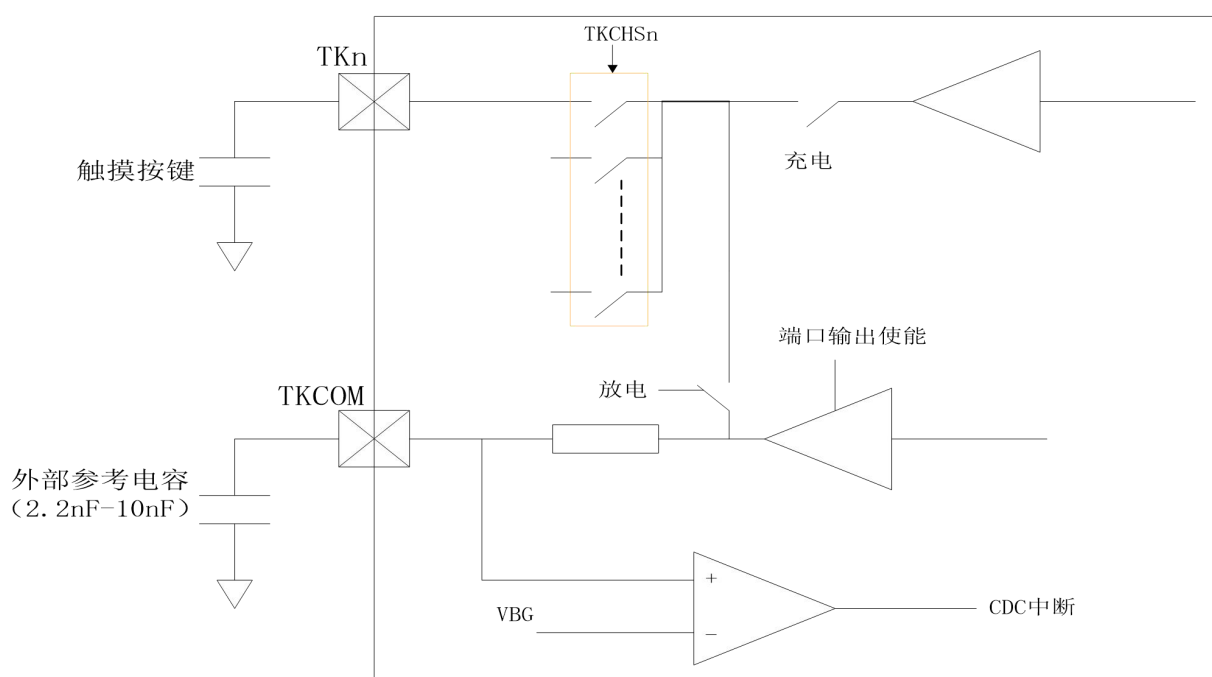 TKCHSn
TKn
充电
触摸按键
端口输出使能
放电
TKCOM
外部参考电容
(2.2nF-10nF)
+
VBG
−
CDC中断